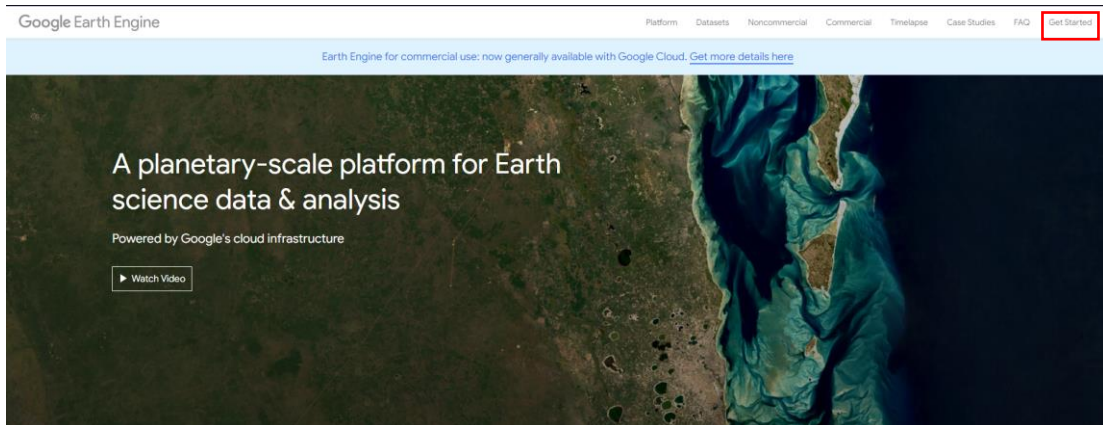 Google Earth Engine
Platform Datasets Noncommercial Commercial Timelapse Case Studies FAQ Get Started
Earth Engine for commercial use: now generally available with Google Cloud. Get more details here
A planetary-scale platform for Earth
science data & analysis
Powered by Google's cloud infrastructure
Watch Video